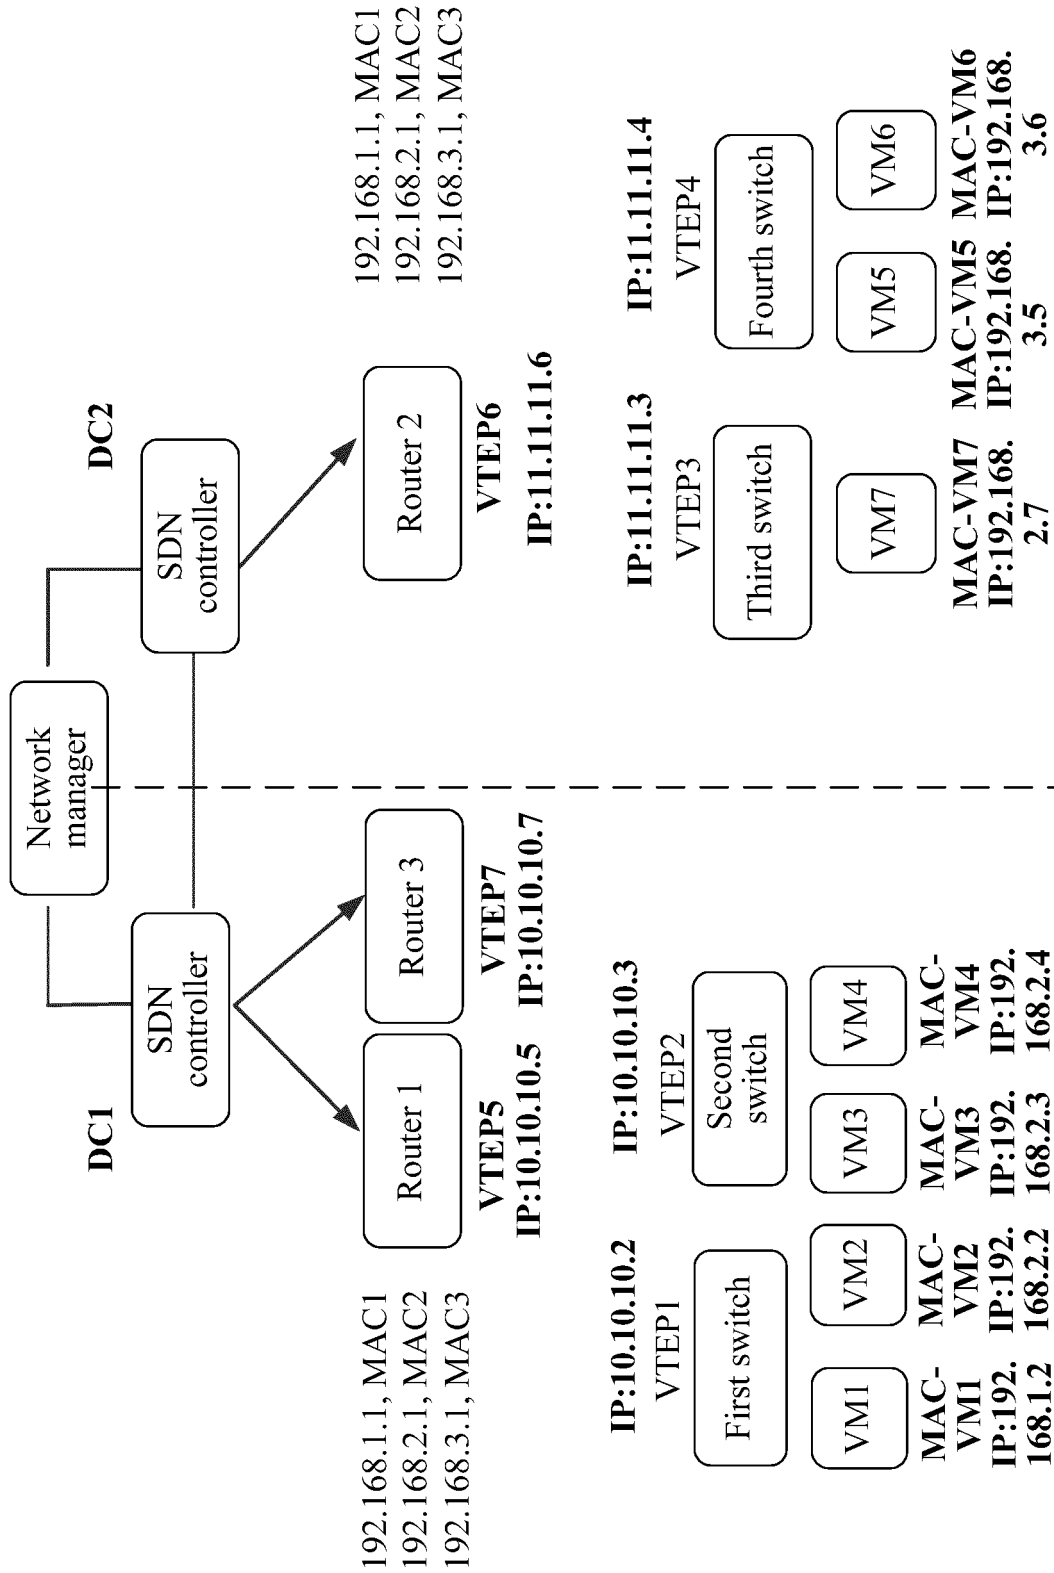 Network
manager
DC1
DC2
SDN
controller
SDN
controller
192.168.1.1, MAC1
192.168.2.1, MAC2
192.168.3.1, MAC3
Router 1
VTEP5
IP:10.10.10.5
Router 3
VTEP7
IP:10.10.10.7
Router 2
VTEP6
IP:11.11.11.6
192.168.1.1, MAC1
192.168.2.1, MAC2
192.168.3.1, MAC3
IP:10.10.10.2
VTEP1
First switch
IP:10.10.10.3
VTEP2
Second
switch
IP:11.11.11.3
VTEP3
Third switch
IP:11.11.11.4
VTEP4
Fourth switch
VM1
MAC-
VM1
IP:192.
168.1.2
VM2
MAC-
VM2
IP:192.
168.2.2
VM3
MAC-
VM3
IP:192.
168.2.3
VM4
MAC-
VM4
IP:192.
168.2.4
VM7
MAC-VM7
IP:192.168.
2.7
VM5
MAC-VM5
IP:192.168.
3.5
VM6
MAC-VM6
IP:192.168.
3.6